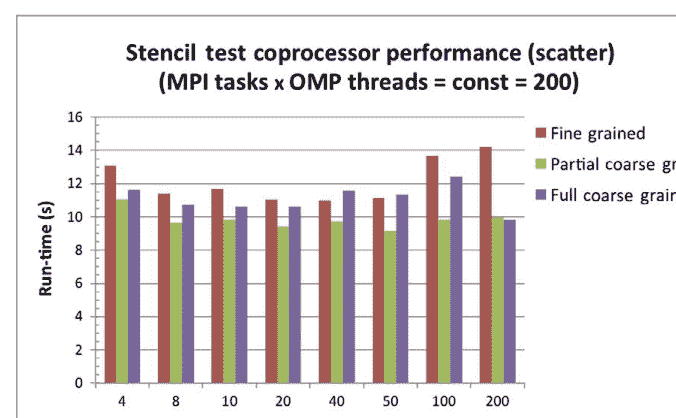 Stencil test coprocessor performance (scatter)
(MPI tasks x OMP threads = const = 200)
16
14
12
10
8
6
4
2
0
Run-time (s)
Fine grained
Partial coarse gr
Full coarse grain
4 8 10 20 40 50 100 200